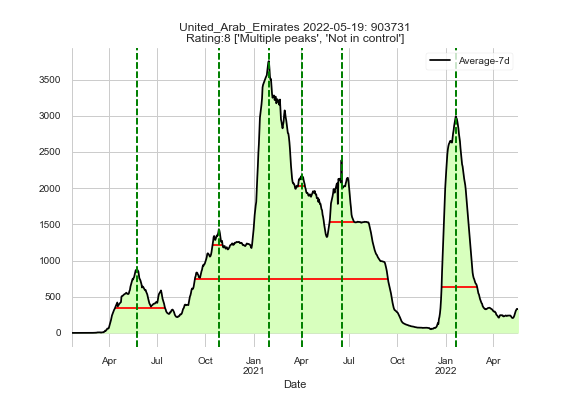 United_Arab_Emirates 2022-05-19: 903731
Rating:8 ['Multiple peaks', 'Not in control']
Average-7d
3500
3000
2500
2000
1500
1000
500
0
Apr Jul Oct Jan Apr Jul Oct Jan Apr
2021 2022
Date